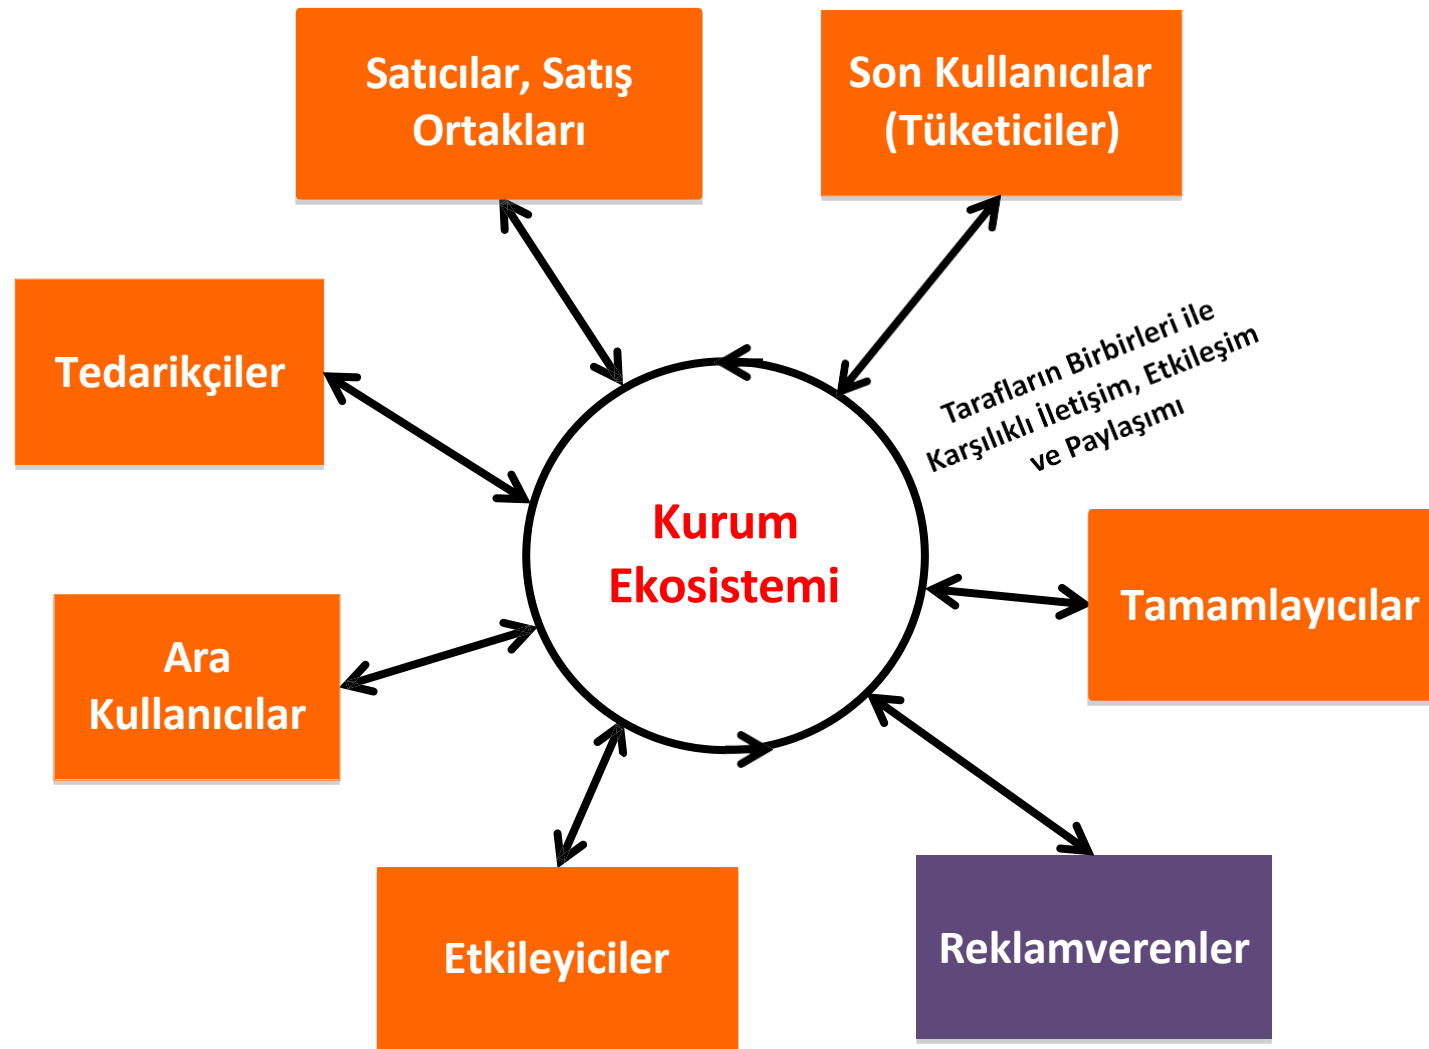 Satıcılar, Satış
Ortakları
Son Kullanıcılar
(Tüketiciler)
Tedarikçiler
Tarafların Birbirleri ile
Karşılıklı İletişim, Etkileşim
ve Paylaşımı
Kurum
Ekosistemi
Tamamlayıcılar
Ara
Kullanıcılar
Etkileyiciler
Reklamverenler